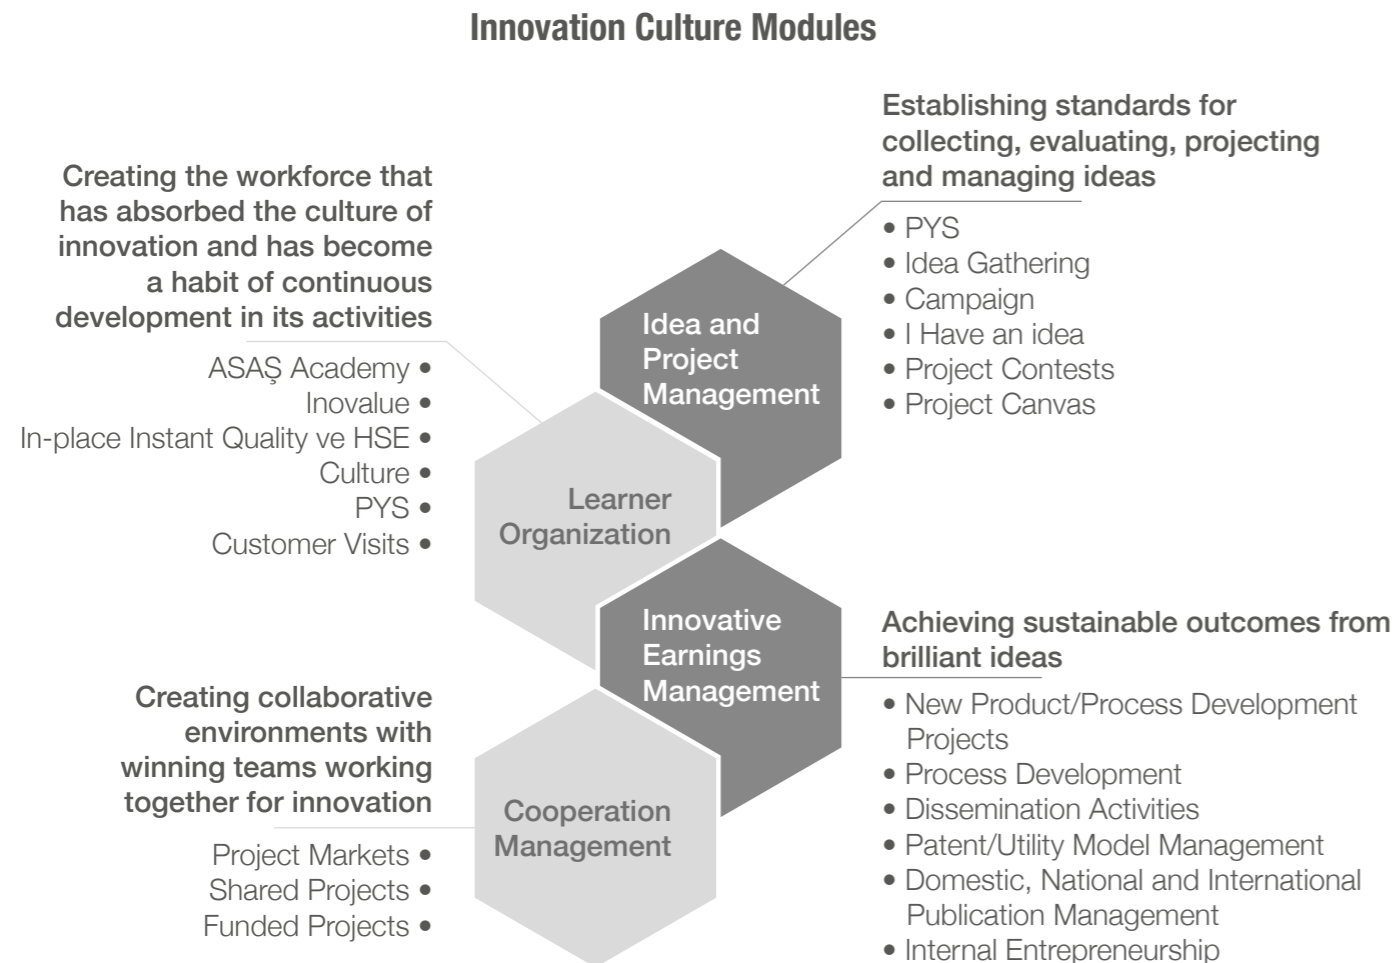 Innovation Culture Modules
Establishing standards for
collecting, evaluating, projecting
and managing ideas
• PYS
• Idea Gathering
• Campaign
• I Have an idea
• Project Contests
• Project Canvas
Idea and
Project
Management
Creating the workforce that
has absorbed the culture of
innovation and has become
a habit of continuous
development in its activities
ASAŞ Academy •
Inovalue •
In-place Instant Quality ve HSE •
Culture •
PYS •
Customer Visits •
Learner
Organization
Innovative
Earnings
Management
Achieving sustainable outcomes from
brilliant ideas
• New Product/Process Development
Projects
• Process Development
• Dissemination Activities
• Patent/Utility Model Management
• Domestic, National and International
Publication Management
• Internal Entrepreneurship
Creating collaborative
environments with
winning teams working
together for innovation
Project Markets •
Shared Projects •
Funded Projects •
Cooperation
Management